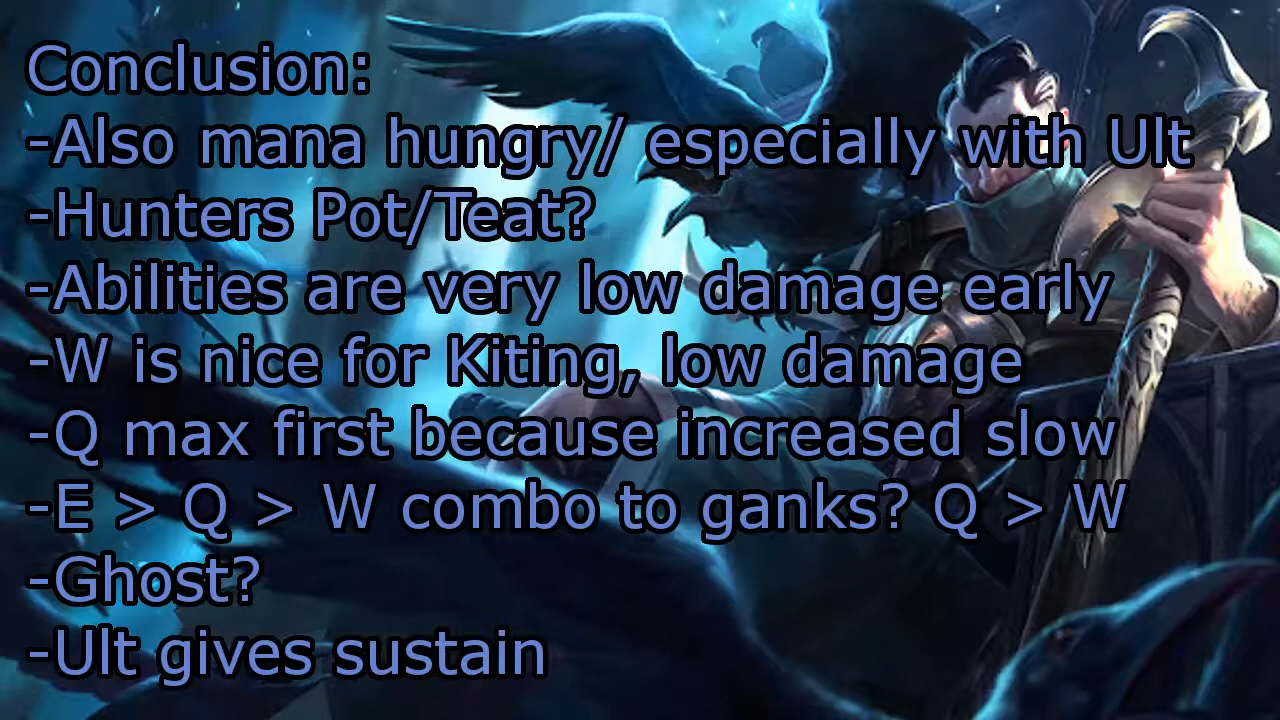 Conclusion:
-Also mana hungry/ especially with Ult
-Hunters Pot/Teat?
-Abilities are very low damage early
-W is nice for Kiting, low damage
-Q max first because increased slow
-E > Q > W combo to ganks? Q > W
-Ghost?
-Ult gives sustain